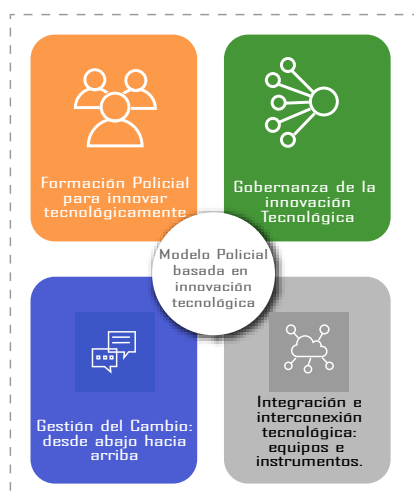 Formación Policial
para innovar
tecnológicamente
Gobernanza de la
innovación
Tecnológica
Modelo Policial
basada en
innovación
tecnológica
Gestión del Cambio:
desde abajo hacia
arriba
Integración e
interconexión
tecnológica:
equipos e
instrumentos.